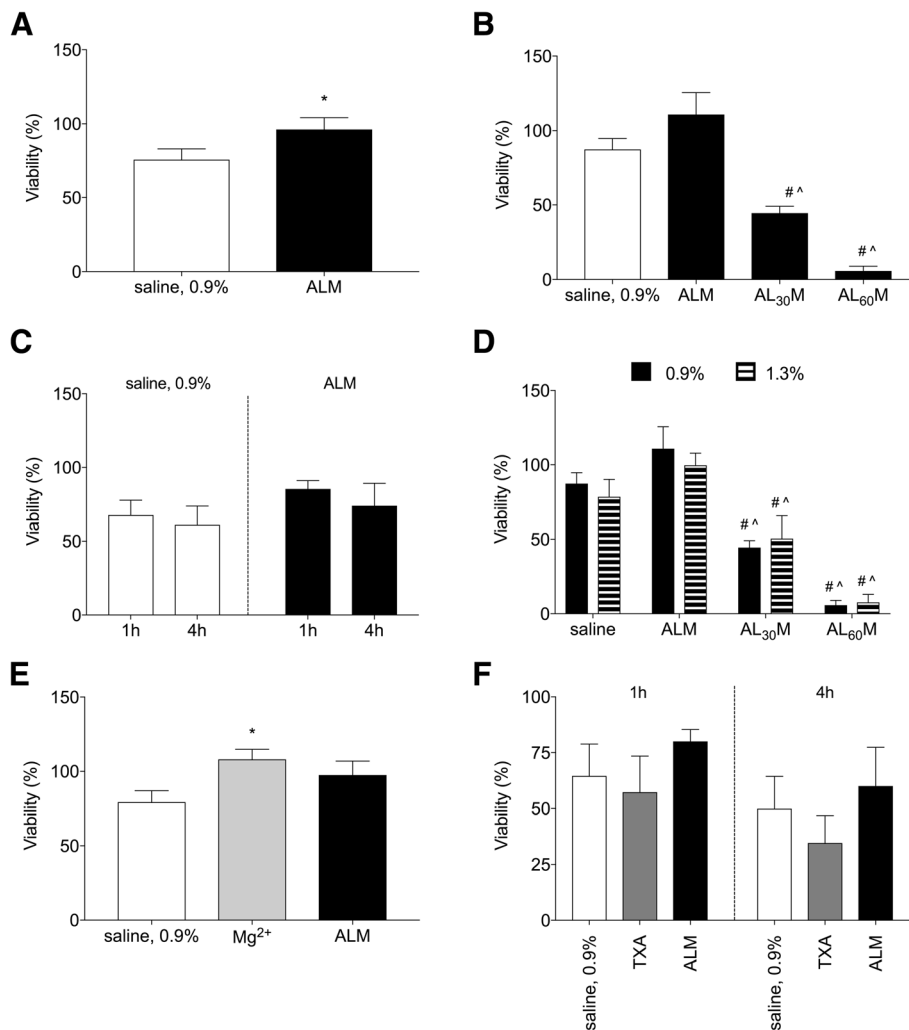 A
Viability (%)
150
100
50
0
*
saline, 0.9%
ALM
B
Viability (%)
150
100
50
0
# ^
# ^
saline, 0.9%
ALM
AL₃₀M
AL₆₀M
C
saline, 0.9%
ALM
Viability (%)
150
100
50
0
1h
4h
1h
4h
D
0.9%
1.3%
Viability (%)
150
100
50
0
# ^
# ^
# ^
# ^
saline
ALM
AL₃₀M
AL₆₀M
E
Viability (%)
150
100
50
0
*
saline, 0.9%
Mg²⁺
ALM
F
1h
4h
Viability (%)
100
75
50
25
0
saline, 0.9%
TXA
ALM
saline, 0.9%
TXA
ALM